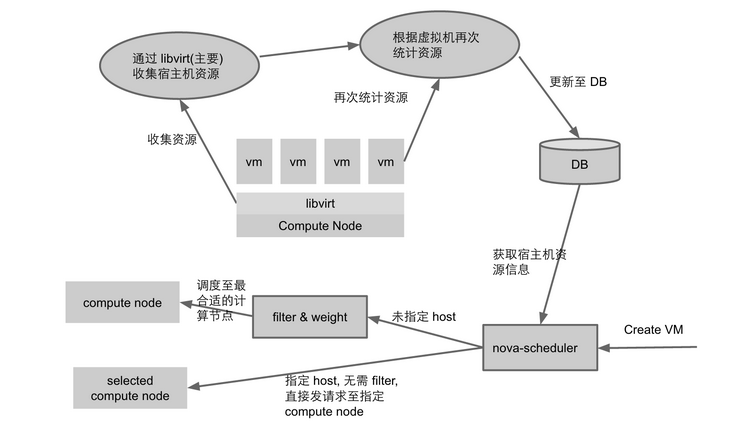 通过 libvirt(主要)
收集宿主机资源
根据虚拟机再次
统计资源
更新至 DB
再次统计资源
收集资源
vm
vm
vm
vm
DB
libvirt
Compute Node
获取宿主机资
源信息
调度至最
合适的计
算节点
compute node
filter & weight
未指定 host
Create VM
nova-scheduler
selected
compute node
指定 host, 无需 filter,
直接发请求至指定
compute node